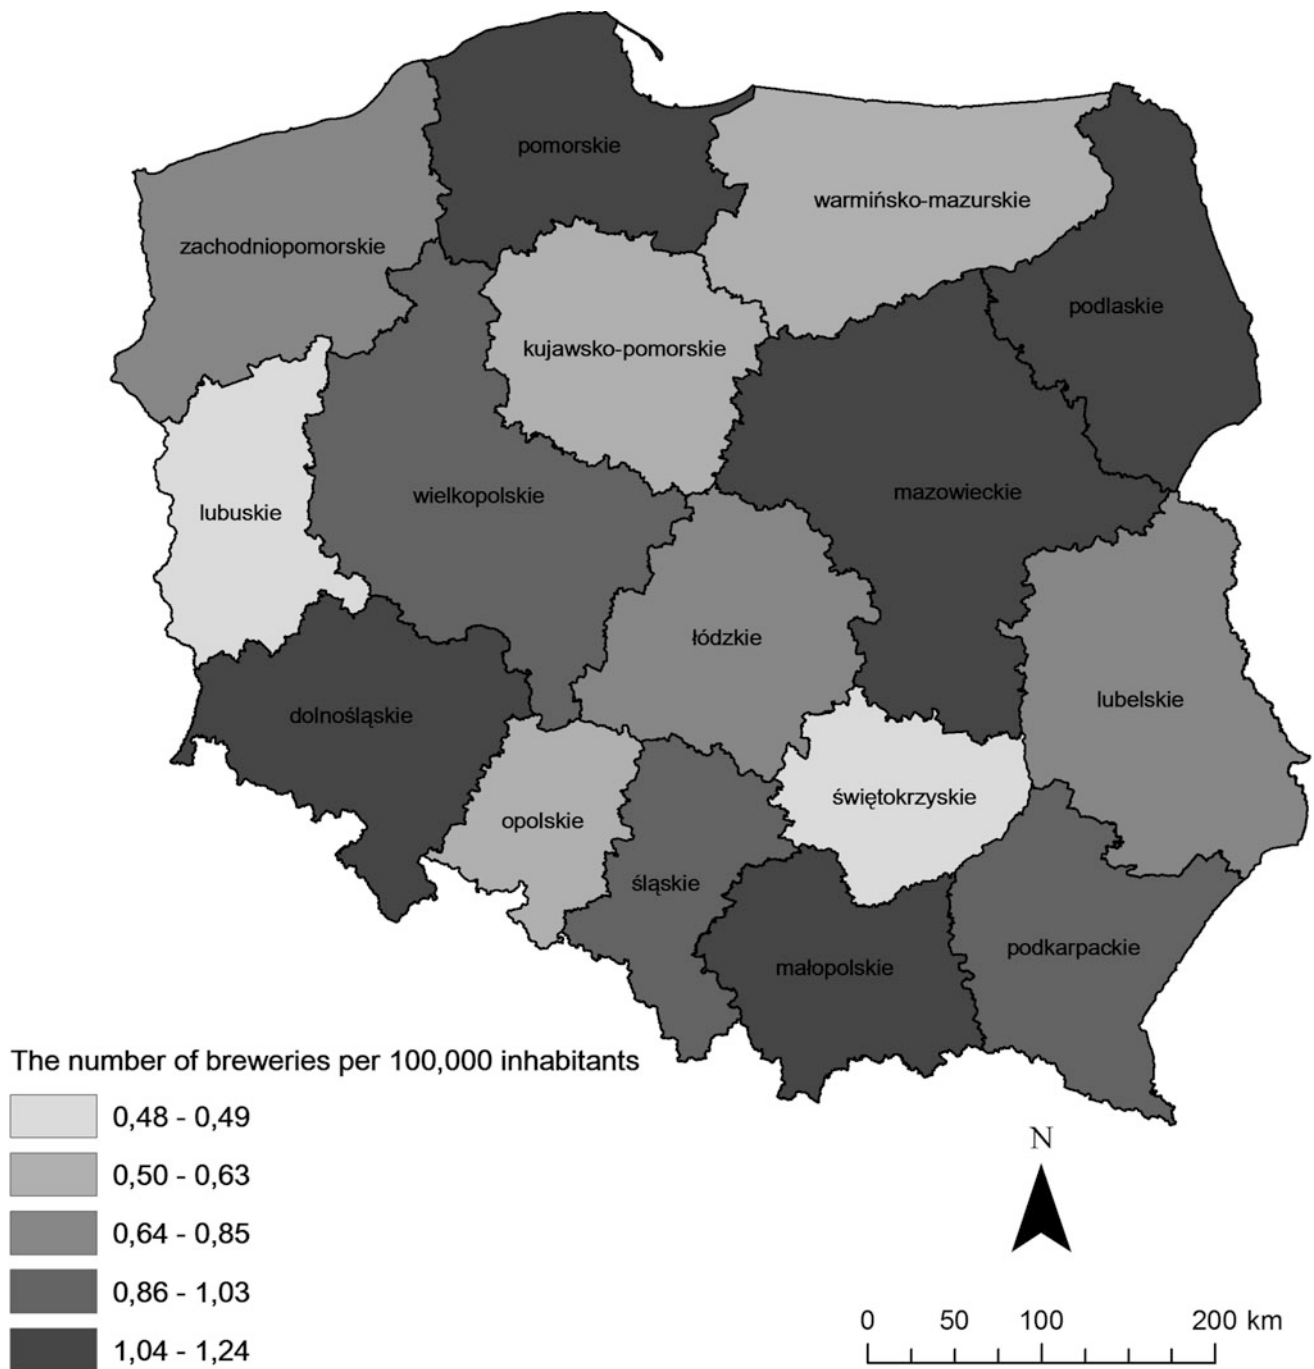 pomorskie
warmińsko-mazurskie
zachodniopomorskie
podlaskie
kujawsko-pomorskie
wielkopolskie
mazowieckie
lubuskie
łódzkie
lubelskie
dolnośląskie
świętokrzyskie
opolskie
śląskie
podkarpackie
małopolskie
The number of breweries per 100,000 inhabitants
0,48 - 0,49
0,50 - 0,63
0,64 - 0,85
0,86 - 1,03
1,04 - 1,24
N
0 50 100 200 km